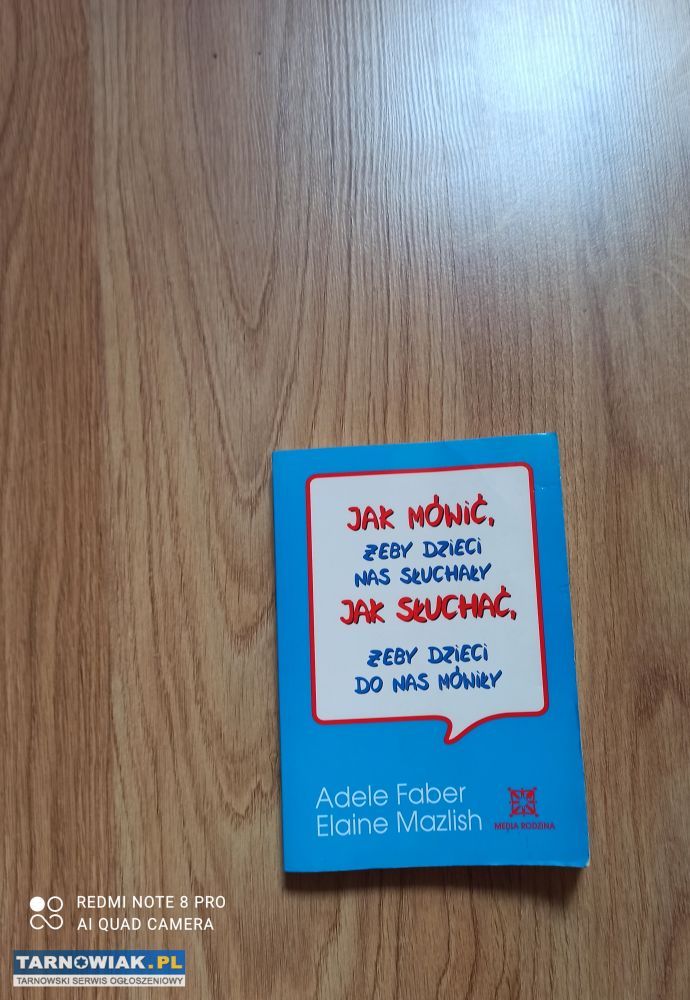 JAK MÓWIĆ,
ŻEBY DZIECI
NAS SŁUCHAŁY
JAK SŁUCHAĆ,
ŻEBY DZIECI
DO NAS MÓWIŁY
Adele Faber
Elaine Mazlish
MEDIA RODZINA
REDMI NOTE 8 PRO
AI QUAD CAMERA
TARNOWIAK.PL
TARNOWSKI SERWIS OGŁOSZENIOWY